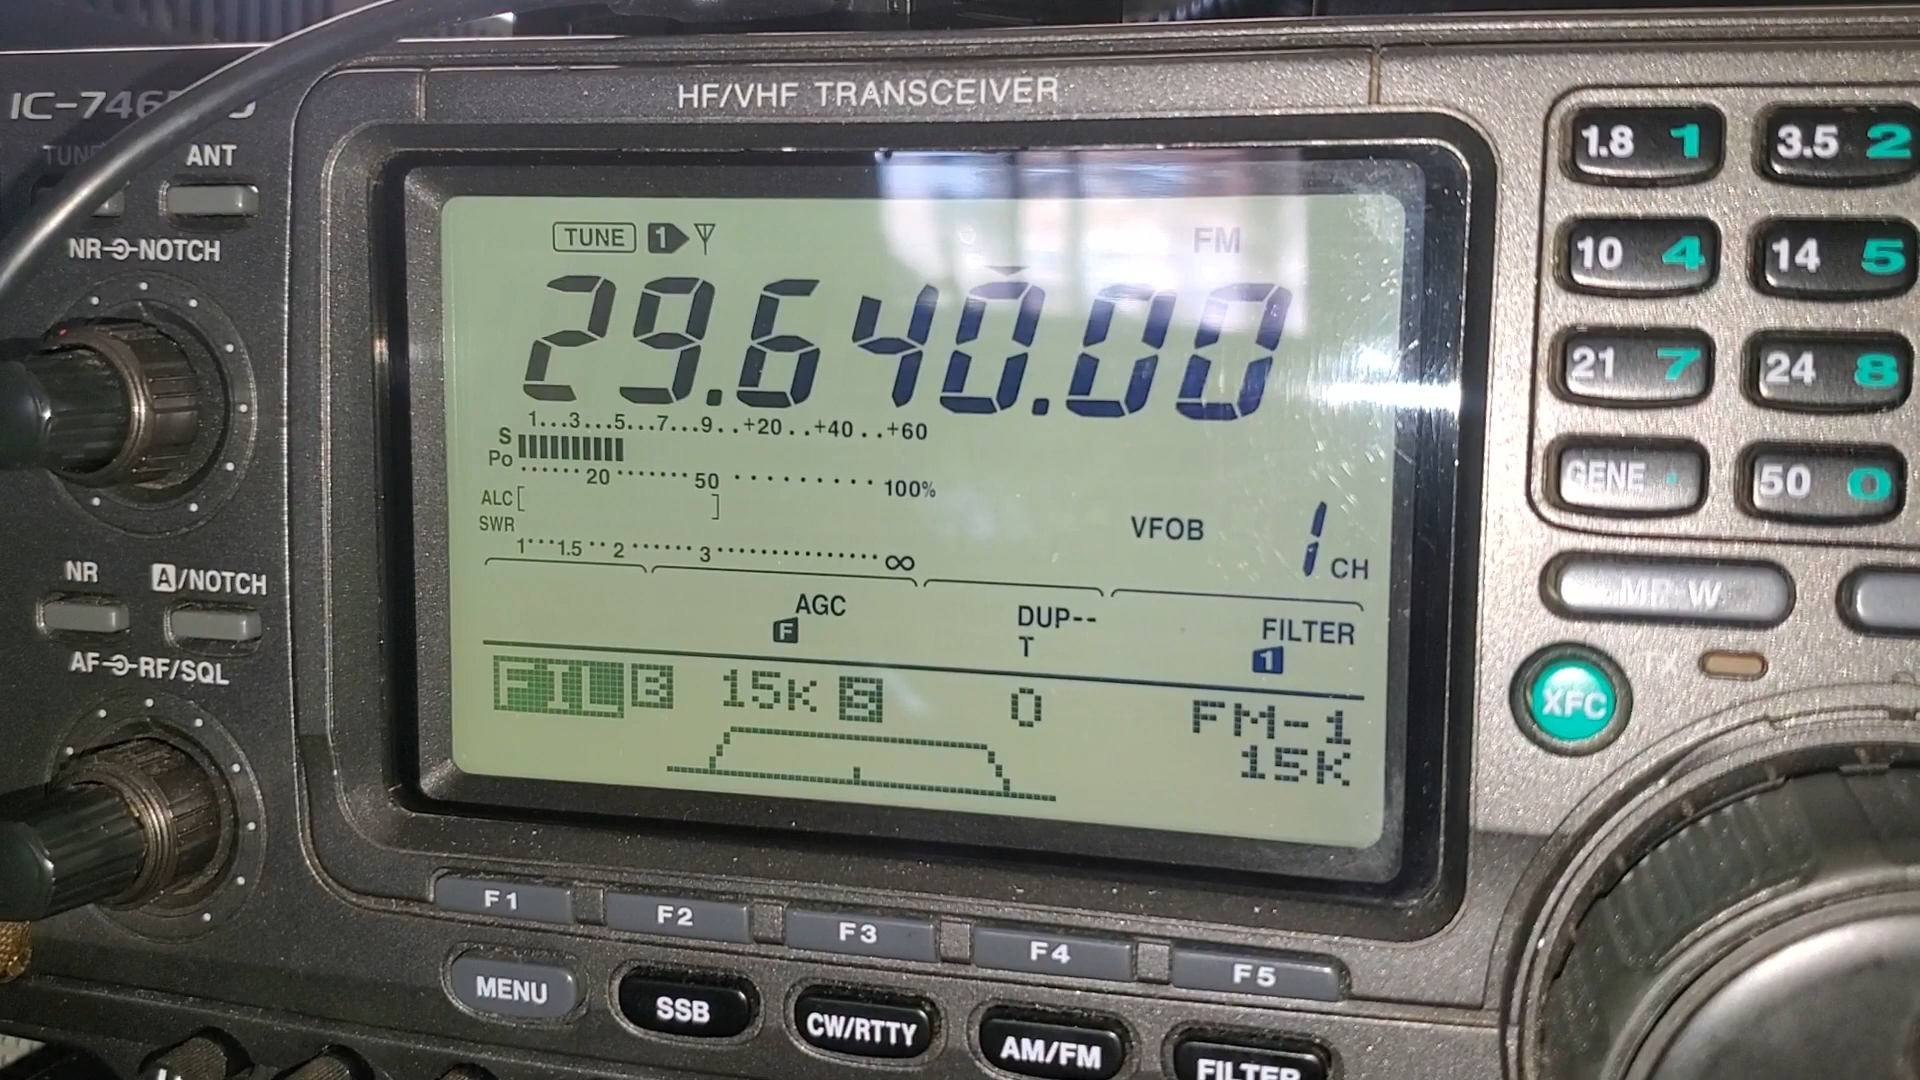 HF/VHF TRANSCEIVER
ANT
NR NOTCH
NR
A/NOTCH
AF RF/SQL
TUNE 1 FM
29.640.00
S 1...3...5...7...9..+20..+40..+60
Po 20 50 100%
ALC
SWR 1 1.5 2 3 ∞
VFOB 1 CH
AGC
F
DUP--
T
FILTER
1
FIL B 15K S 0 FM-1
15K
1.8 1
3.5 2
10 4
14 5
21 7
24 8
GENE ·
50 0
MP-W
XFC
TX
F1
F2
F3
F4
F5
MENU
SSB
CW/RTTY
AM/FM
FILTER